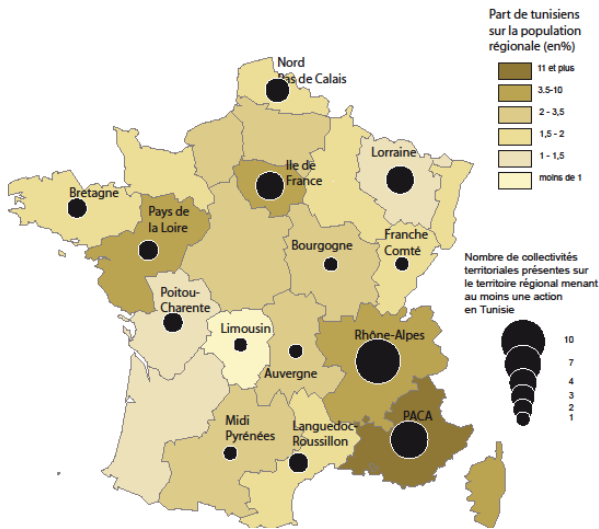 Part de tunisiens
sur la population
régionale (en%)
11 et plus
3.5-10
2 - 3,5
1,5 - 2
1 - 1,5
moins de 1
Nord
Pas de Calais
Ile de
France
Lorraine
Bretagne
Pays de
la Loire
Bourgogne
Franche
Comté
Poitou-
Charente
Limousin
Auvergne
Rhône-Alpes
Midi
Pyrénées
Languedoc-
Roussillon
PACA
Nombre de collectivités
territoriales présentes sur
le territoire régional menant
au moins une action
en Tunisie
10
7
4
3
2
1